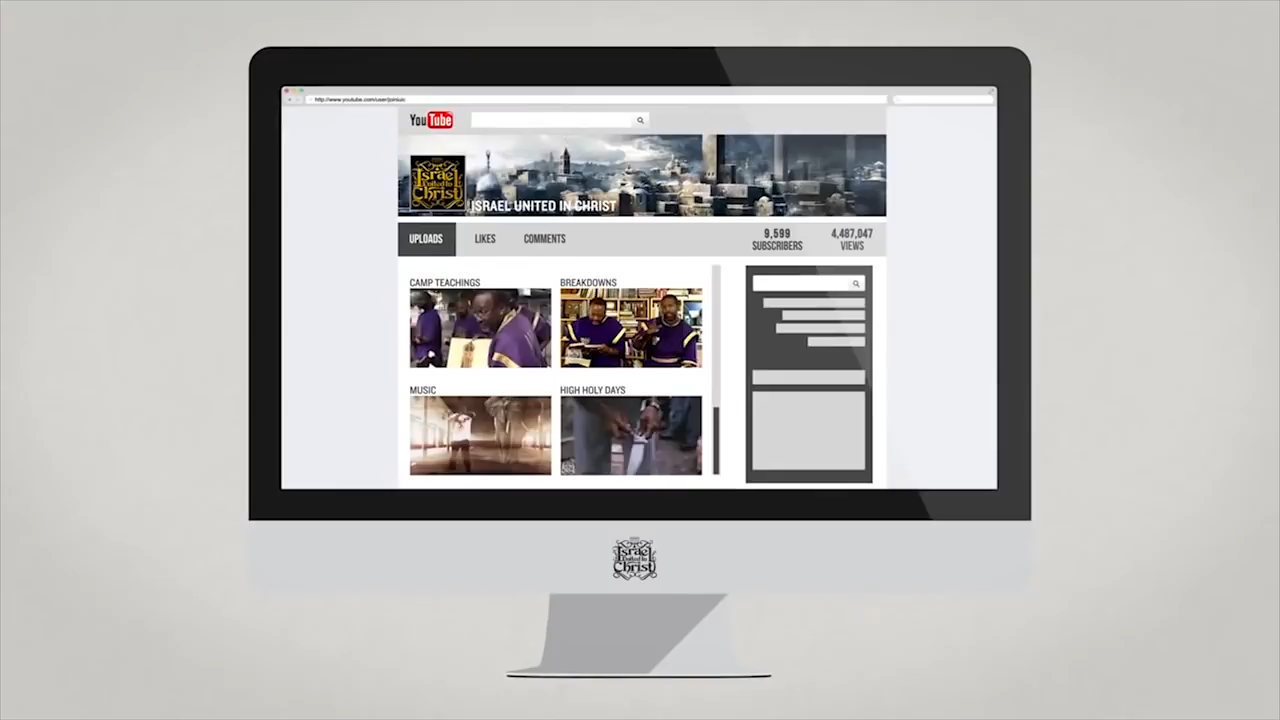 http://www.youtube.com/user/joiniuic
YouTube
Israel
United In
Christ
ISRAEL UNITED IN CHRIST
UPLOADS
LIKES
COMMENTS
9,599
SUBSCRIBERS
4,487,047
VIEWS
CAMP TEACHINGS
BREAKDOWNS
MUSIC
HIGH HOLY DAYS
Israel
United In
Christ